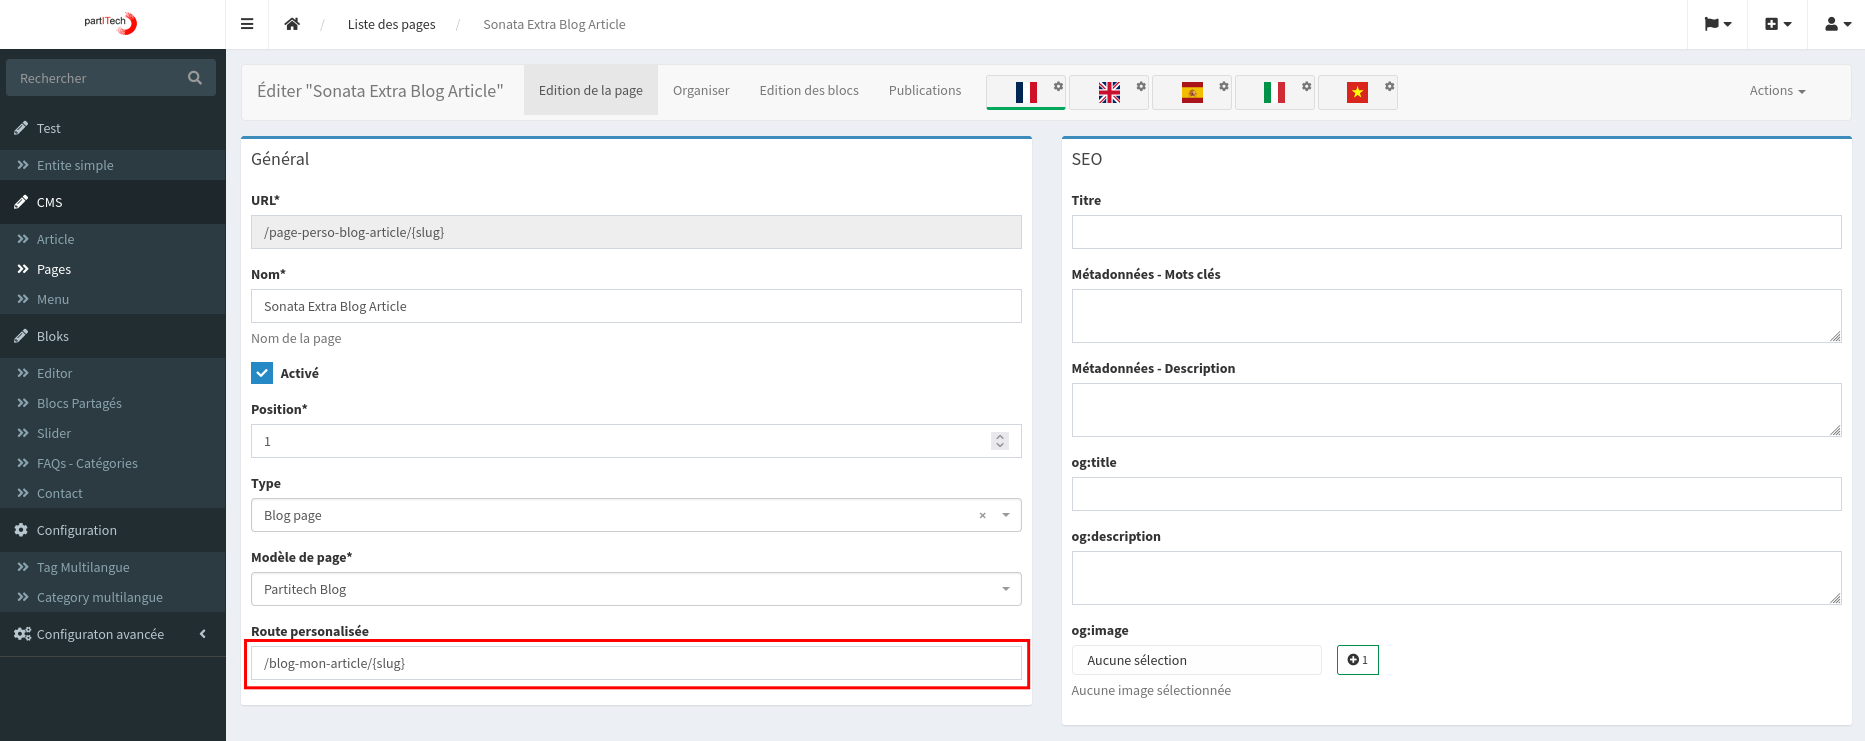 partITech
/ Liste des pages / Sonata Extra Blog Article
Rechercher
Test
Entite simple
CMS
Article
Pages
Menu
Bloks
Editor
Blocs Partagés
Slider
FAQs - Catégories
Contact
Configuration
Tag Multilangue
Category multilangue
Configuraton avancée
Éditer "Sonata Extra Blog Article"
Edition de la page
Organiser
Edition des blocs
Publications
Actions
Général
URL*
/page-perso-blog-article/{slug}
Nom*
Sonata Extra Blog Article
Nom de la page
Activé
Position*
1
Type
Blog page ×
Modèle de page*
Partitech Blog
Route personalisée
/blog-mon-article/{slug}
SEO
Titre
Métadonnées - Mots clés
Métadonnées - Description
og:title
og:description
og:image
Aucune sélection
1
Aucune image sélectionnée